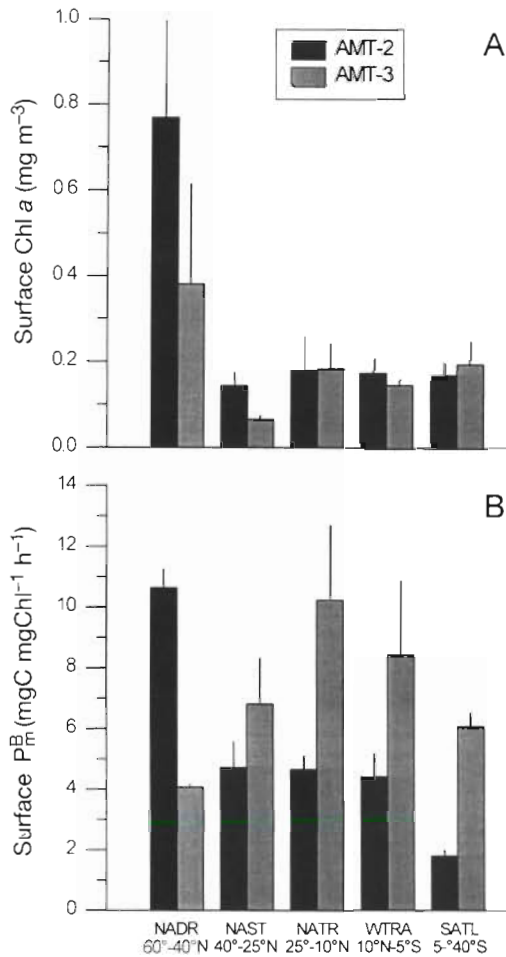 A
AMT-2
AMT-3
Surface Chl a (mg m⁻³)
1.0
0.8
0.6
0.4
0.2
0.0
B
Surface Pᴮₘ (mgC mgChl⁻¹ h⁻¹)
14
12
10
8
6
4
2
0
NADR NAST NATR WTRA SATL
60°-40°N 40°-25°N 25°-10°N 10°N-5°S 5-°40°S